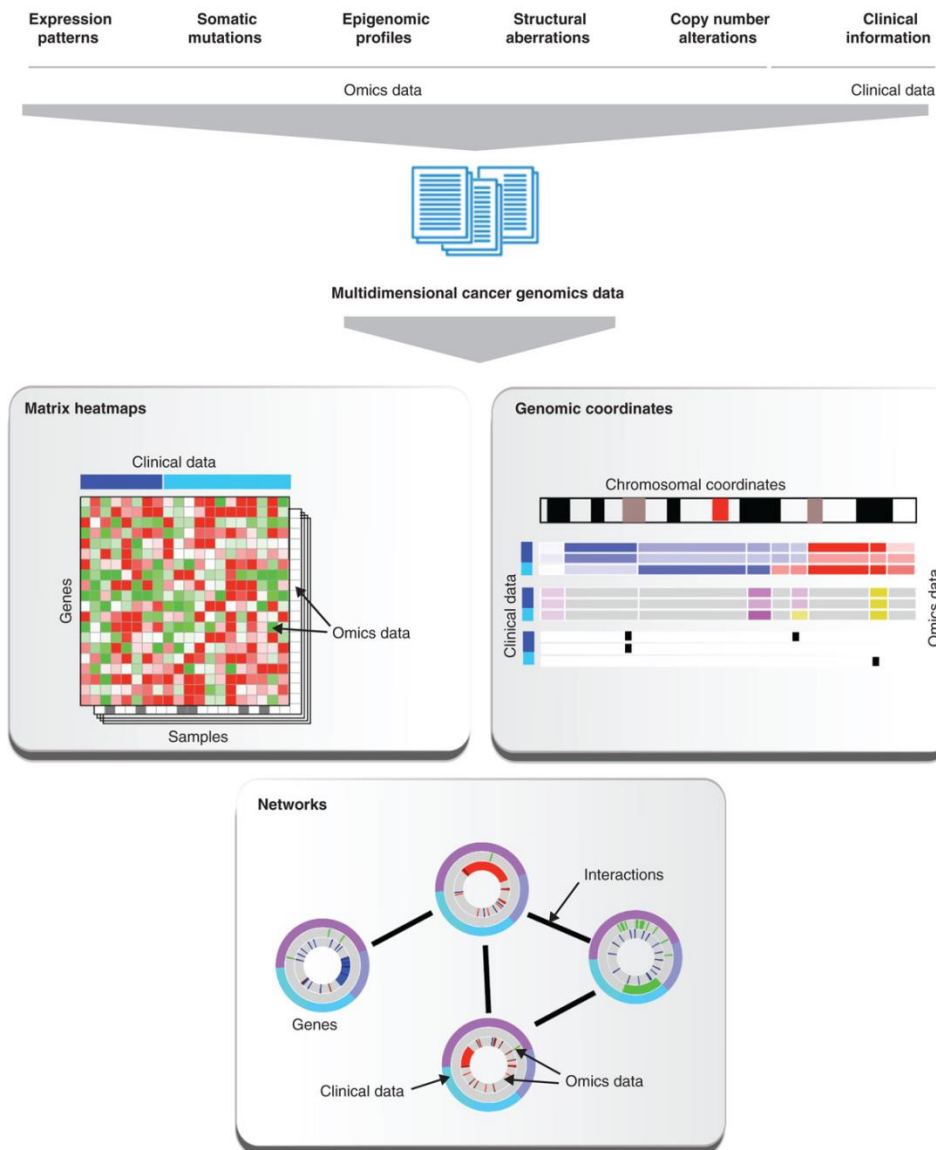 Expression patterns
Somatic mutations
Epigenomic profiles
Structural aberrations
Copy number alterations
Clinical information
Omics data
Clinical data
Multidimensional cancer genomics data
Matrix heatmaps
Clinical data
Genes
Omics data
Samples
Genomic coordinates
Chromosomal coordinates
Clinical data
Omics data
Networks
Interactions
Genes
Clinical data
Omics data